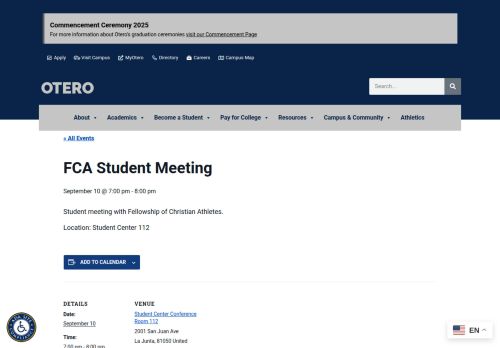 Commencement Ceremony 2025
For more information about Otero's graduation ceremonies visit our Commencement Page
Apply Visit Campus MyOtero Directory Careers Campus Map
OTERO
Search...
About Academics Become a Student Pay for College Resources Campus & Community Athletics
« All Events
FCA Student Meeting
September 10 @ 7:00 pm - 8:00 pm
Student meeting with Fellowship of Christian Athletes.
Location: Student Center 112
ADD TO CALENDAR
DETAILS
Date:
September 10
Time:
7:00 pm - 8:00 pm
VENUE
Student Center Conference
Room 112
2001 San Juan Ave
La Junta, 81050 United
EN